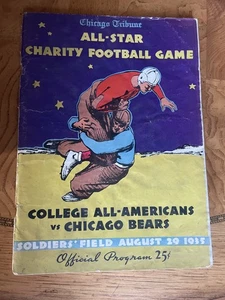 Chicago Tribune
ALL-STAR
CHARITY FOOTBALL GAME
COLLEGE ALL-AMERICANS
VS CHICAGO BEARS
SOLDIERS' FIELD AUGUST 29 1935
Official Program 25¢